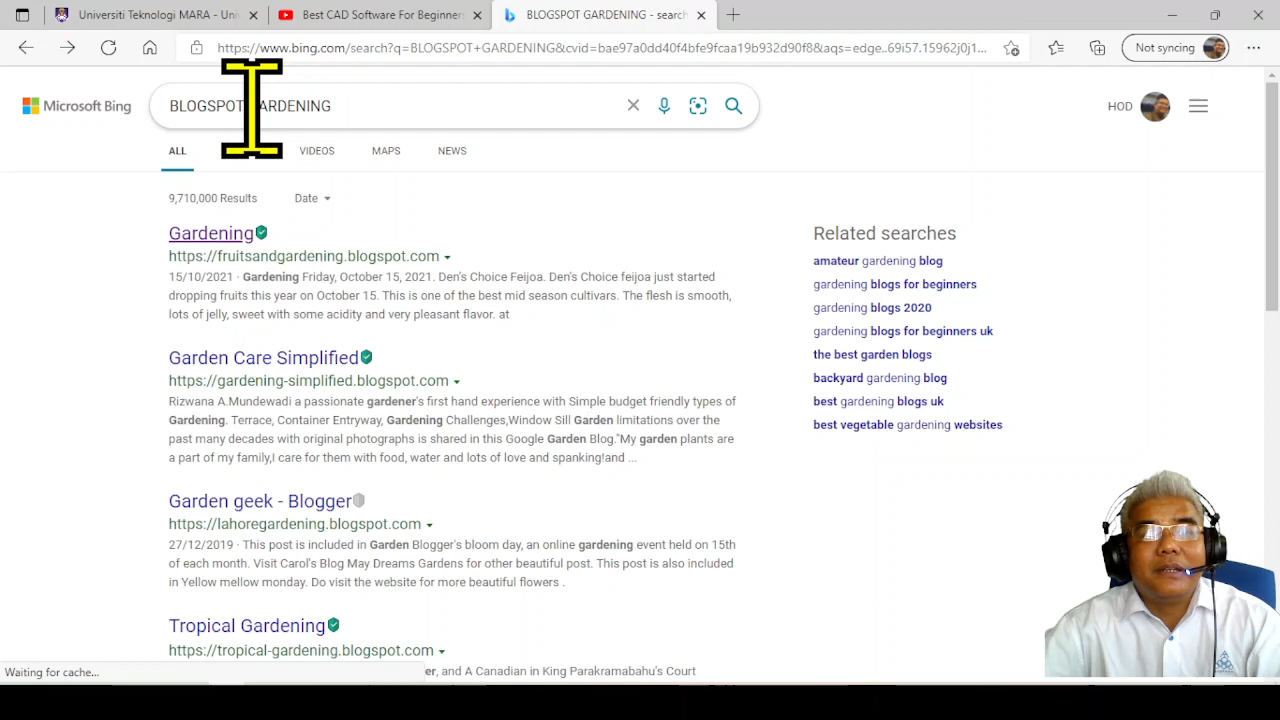 Universiti Teknologi MARA - Univ
Best CAD Software For Beginners
BLOGSPOT GARDENING - search
https://www.bing.com/search?q=BLOGSPOT+GARDENING&cvid=bae97a0dd40f4bfe9fcaa19b932d90f8&aqs=edge..69i57.15962j0j1...
Not syncing
Microsoft Bing
BLOGSPOT GARDENING
HOD
ALL
VIDEOS
MAPS
NEWS
9,710,000 Results
Date
Gardening
https://fruitsandgardening.blogspot.com
15/10/2021 · Gardening Friday, October 15, 2021. Den's Choice Feijoa. Den's Choice feijoa just started
dropping fruits this year on October 15. This is one of the best mid season cultivars. The flesh is smooth,
lots of jelly, sweet with some acidity and very pleasant flavor. at
Garden Care Simplified
https://gardening-simplified.blogspot.com
Rizwana A.Mundewadi a passionate gardener's first hand experience with Simple budget friendly types of
Gardening. Terrace, Container Entryway, Gardening Challenges,Window Sill Garden limitations over the
past many decades with original photographs is shared in this Google Garden Blog."My garden plants are
a part of my family,I care for them with food, water and lots of love and spanking!and ...
Garden geek - Blogger
https://lahoregardening.blogspot.com
27/12/2019 · This post is included in Garden Blogger's bloom day, an online gardening event held on 15th
of each month. Visit Carol's Blog May Dreams Gardens for other beautiful post. This post is also included
in Yellow mellow monday. Do visit the website for more beautiful flowers .
Tropical Gardening
https://tropical-gardening.blogspot.com
er, and A Canadian in King Parakramabahu's Court
Related searches
amateur gardening blog
gardening blogs for beginners
gardening blogs 2020
gardening blogs for beginners uk
the best garden blogs
backyard gardening blog
best gardening blogs uk
best vegetable gardening websites
Waiting for cache...